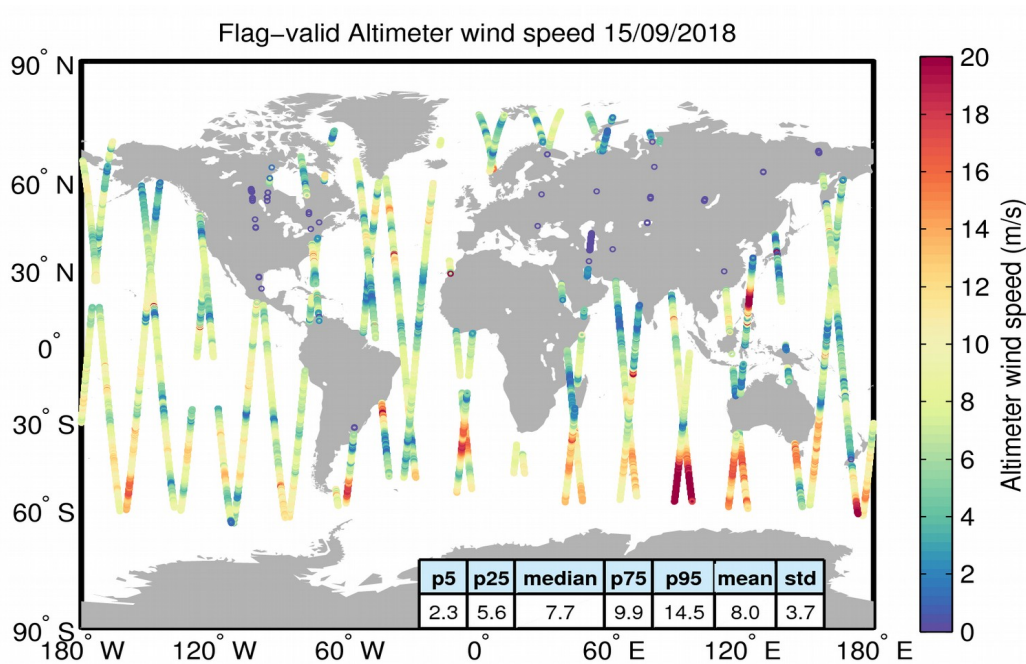 Flag−valid Altimeter wind speed 15/09/2018
90° N
60° N
30° N
0°
30° S
60° S
90° S
180° W
120° W
60° W
0°
60° E
120° E
180° E
p5 p25 median p75 p95 mean std
2.3 5.6 7.7 9.9 14.5 8.0 3.7
20
18
16
14
12
10
8
6
4
2
0
Altimeter wind speed (m/s)